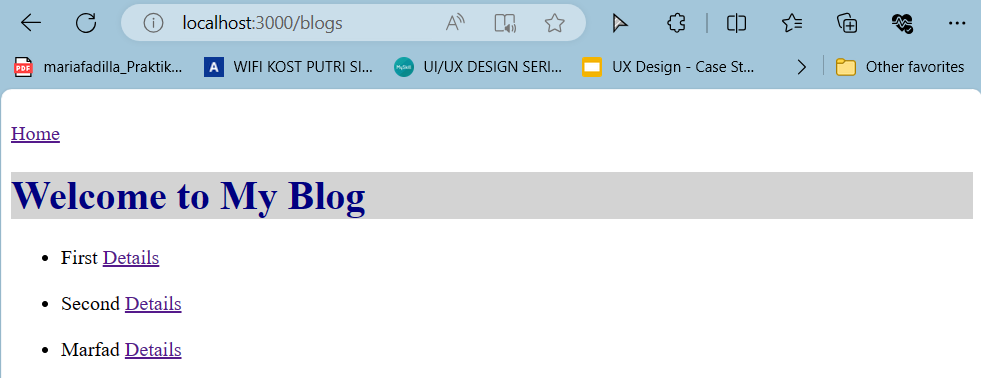 localhost:3000/blogs
mariafadilla_Praktik... WIFI KOST PUTRI SI... UI/UX DESIGN SERI... UX Design - Case St... Other favorites
Home
Welcome to My Blog
First Details
Second Details
Marfad Details